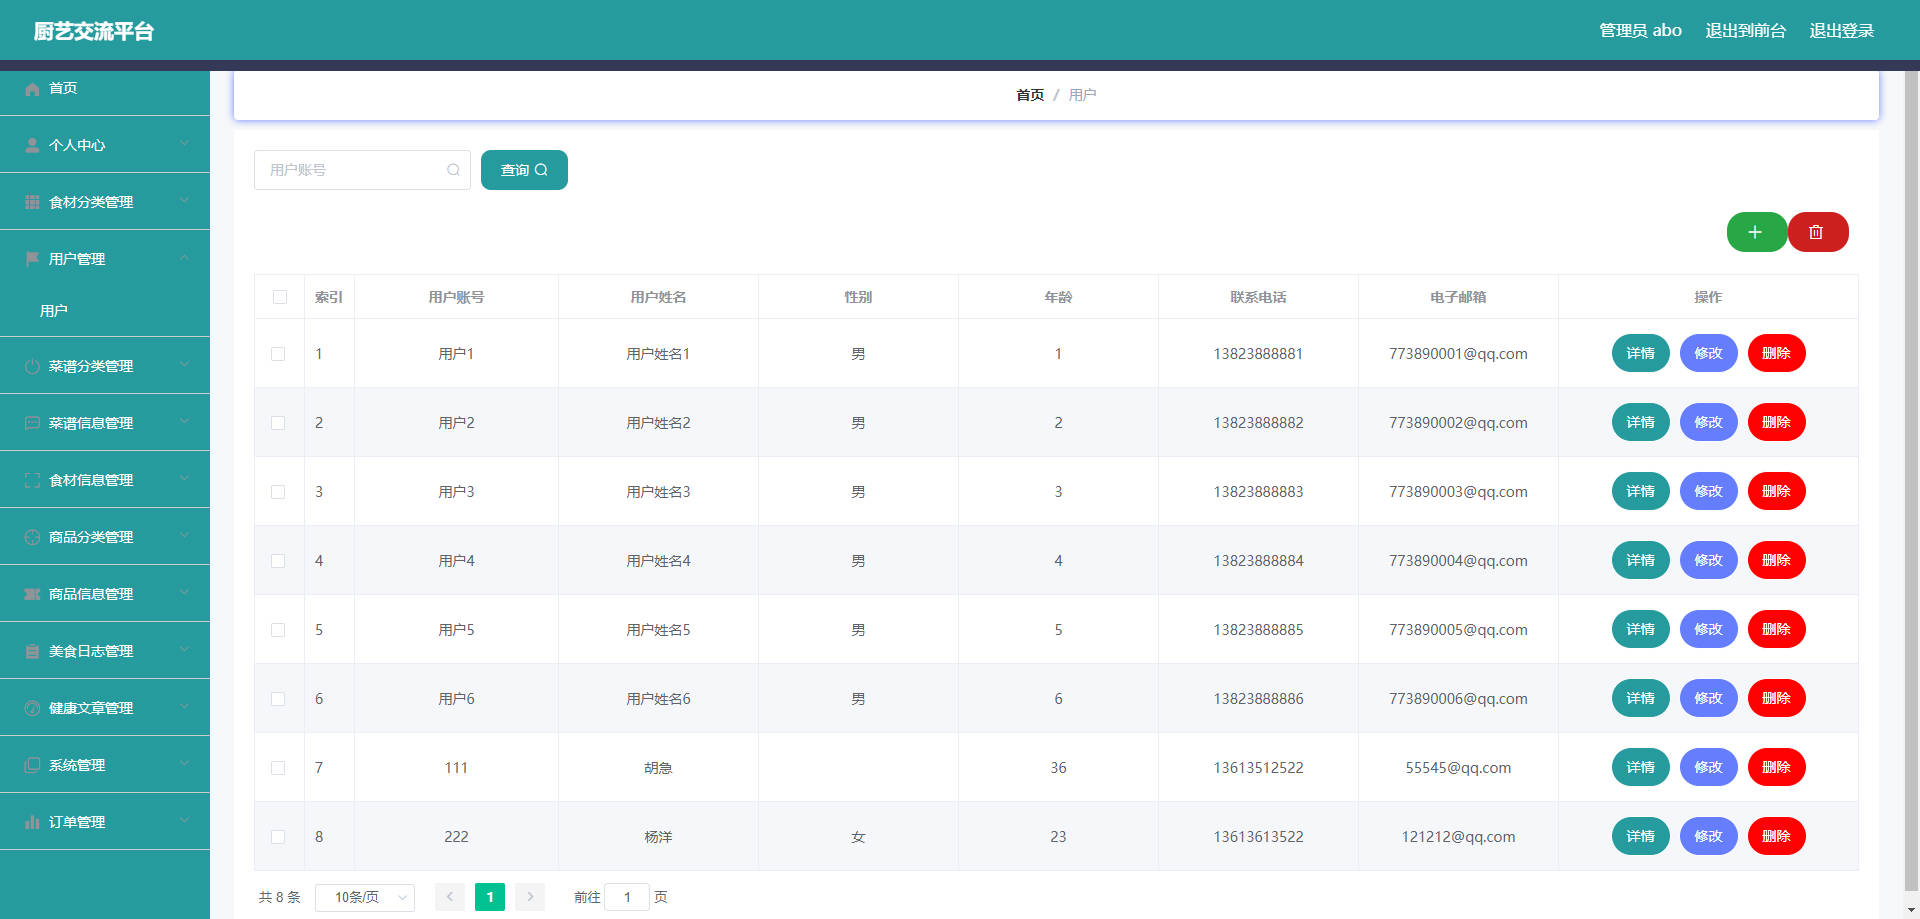 厨艺交流平台
管理员 abo 退出到前台 退出登录
首页
个人中心
食材分类管理
用户管理
用户
菜谱分类管理
菜谱信息管理
食材信息管理
商品分类管理
商品信息管理
美食日志管理
健康文章管理
系统管理
订单管理
首页 / 用户
用户账号 查询
索引 用户账号 用户姓名 性别 年龄 联系电话 电子邮箱 操作
1 用户1 用户姓名1 男 1 13823888881 773890001@qq.com 详情 修改 删除
2 用户2 用户姓名2 男 2 13823888882 773890002@qq.com 详情 修改 删除
3 用户3 用户姓名3 男 3 13823888883 773890003@qq.com 详情 修改 删除
4 用户4 用户姓名4 男 4 13823888884 773890004@qq.com 详情 修改 删除
5 用户5 用户姓名5 男 5 13823888885 773890005@qq.com 详情 修改 删除
6 用户6 用户姓名6 男 6 13823888886 773890006@qq.com 详情 修改 删除
7 111 胡急 36 13613512522 55545@qq.com 详情 修改 删除
8 222 杨洋 女 23 13613613522 121212@qq.com 详情 修改 删除
共 8 条 10条/页 1 前往 1 页